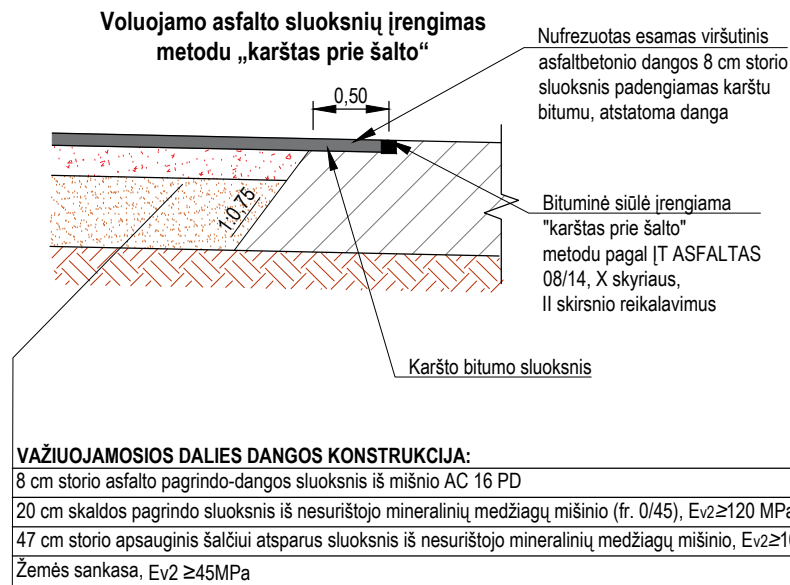 Voluojamo asfalto sluoksnių įrengimas
metodu „karštas prie šalto“
Nufrezuotas esamas viršutinis
asfaltbetonio dangos 8 cm storio
sluoksnis padengiamas karštu
bitumu, atstatoma danga
0,50
1:0,75
Bituminė siūlė įrengiama
"karštas prie šalto"
metodu pagal ĮT ASFALTAS
08/14, X skyriaus,
II skirsnio reikalavimus
Karšto bitumo sluoksnis
VAŽIUOJAMOSIOS DALIES DANGOS KONSTRUKCIJA:
8 cm storio asfalto pagrindo-dangos sluoksnis iš mišnio AC 16 PD
20 cm skaldos pagrindo sluoksnis iš nesurištojo mineralinių medžiagų mišinio (fr. 0/45), Ev2≥120 MPa
47 cm storio apsauginis šalčiui atsparus sluoksnis iš nesurištojo mineralinių medžiagų mišinio, Ev2≥
Žemės sankasa, Ev2 ≥45MPa